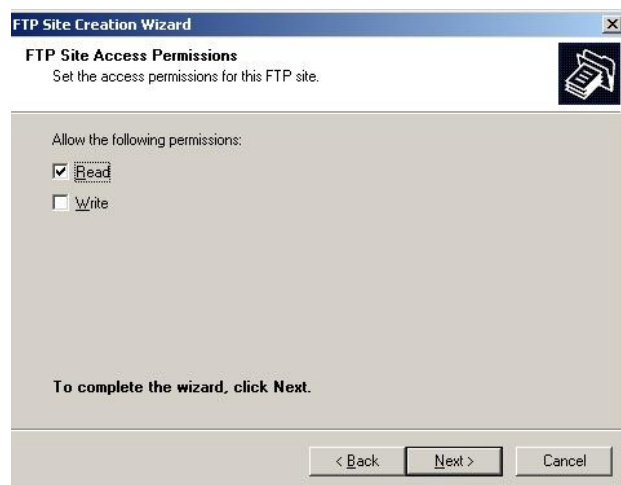 FTP Site Creation Wizard
FTP Site Access Permissions
Set the access permissions for this FTP site.
Allow the following permissions:
Read
Write
To complete the wizard, click Next.
< Back Next > Cancel